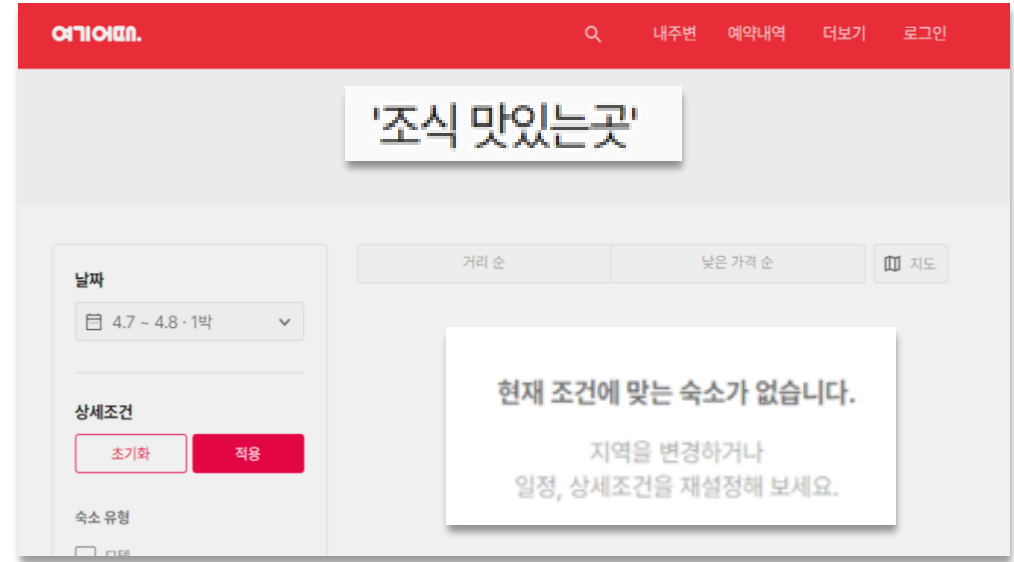 여기어때.
내주변 예약내역 더보기 로그인
'조식 맛있는곳'
날짜
4.7 ~ 4.8 · 1박
상세조건
초기화 적용
숙소 유형
모텔
거리 순 낮은 가격 순 지도
현재 조건에 맞는 숙소가 없습니다.
지역을 변경하거나
일정, 상세조건을 재설정해 보세요.